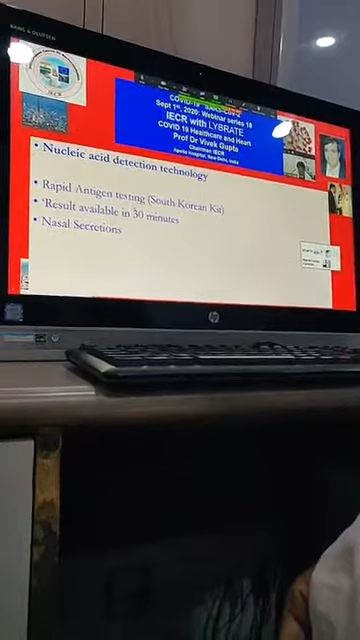 BANG & OLUFSEN
COVID-19
Sept 1st, 2020: Webinar series 18
IECR with LYBRATE
COVID 19 Healthcare and Heart
Prof Dr Vivek Gupta
Chairman IECR
Apollo Hospital, New Delhi, India
• Nucleic acid detection technology
• Rapid Antigen testing (South Korean Kit)
• 'Result available in 30 minutes
• Nasal Secretions
hp